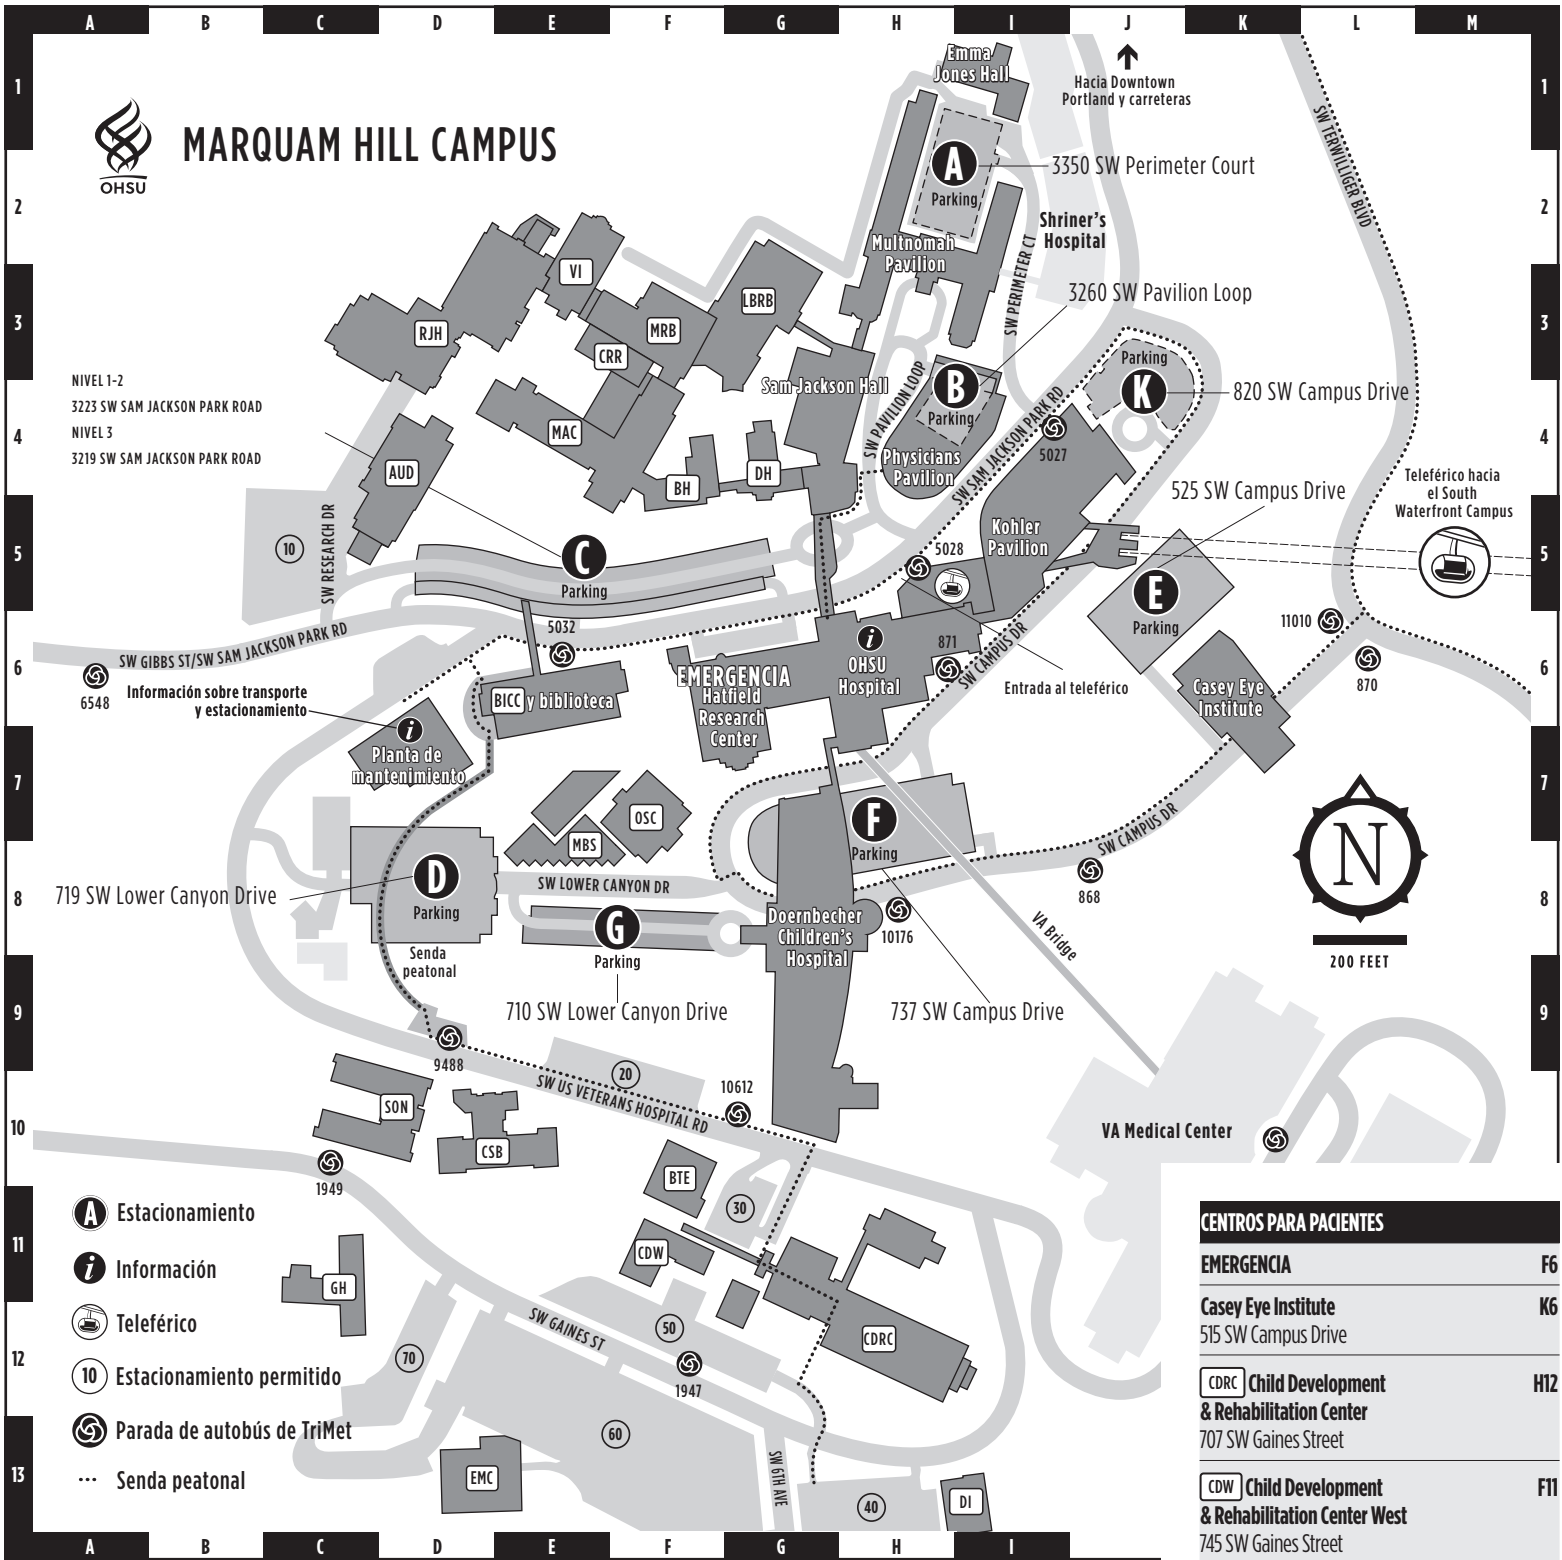 A B C D E F G H I J K L M
1
2
3
4
5
6
7
8
9
10
11
12
13
1
2
3
4
5
6
7
8
9
A B C D E F G H I
OHSU
MARQUAM HILL CAMPUS
Hacia Downtown
Portland y carreteras
Emma
Jones Hall
A
Parking
3350 SW Perimeter Court
SW TERWILLIGER BLVD
Shriner's
Hospital
Multnomah
Pavilion
SW PERIMETER CT
3260 SW Pavilion Loop
VI
LBRB
MRB
RJH
CRR
Sam Jackson Hall
SW PAVILION LOOP
B
Parking
Parking
K
820 SW Campus Drive
NIVEL 1-2
3223 SW SAM JACKSON PARK ROAD
NIVEL 3
3219 SW SAM JACKSON PARK ROAD
MAC
AUD
BH
DH
Physicians
Pavilion
SW SAM JACKSON PARK RD
5027
525 SW Campus Drive
Teleférico hacia
el South
Waterfront Campus
10
SW RESEARCH DR
C
Parking
Kohler
Pavilion
5028
E
Parking
11010
870
SW GIBBS ST/SW SAM JACKSON PARK RD
6548
5032
i
OHSU
Hospital
871
SW CAMPUS DR
Entrada al teleférico
Casey Eye
Institute
EMERGENCIA
Hatfield
Research
Center
BICC y biblioteca
Información sobre transporte
y estacionamiento
i
Planta de
mantenimiento
OSC
MBS
F
Parking
SW CAMPUS DR
868
N
200 FEET
719 SW Lower Canyon Drive
D
Parking
SW LOWER CANYON DR
G
Parking
Doernbecher
Children's
Hospital
10176
VA Bridge
Senda
peatonal
710 SW Lower Canyon Drive
737 SW Campus Drive
9488
20
SW US VETERANS HOSPITAL RD
10612
SON
CSB
VA Medical Center
1949
BTE
30
CDW
GH
SW GAINES ST
50
70
1947
CDRC
60
EMC
SW 6TH AVE
40
DI
A Estacionamiento
i Información
Teleférico
10 Estacionamiento permitido
Parada de autobús de TriMet
Senda peatonal
CENTROS PARA PACIENTES
EMERGENCIA F6
Casey Eye Institute K6
515 SW Campus Drive
CDRC Child Development H12
& Rehabilitation Center
707 SW Gaines Street
CDW Child Development F11
& Rehabilitation Center West
745 SW Gaines Street